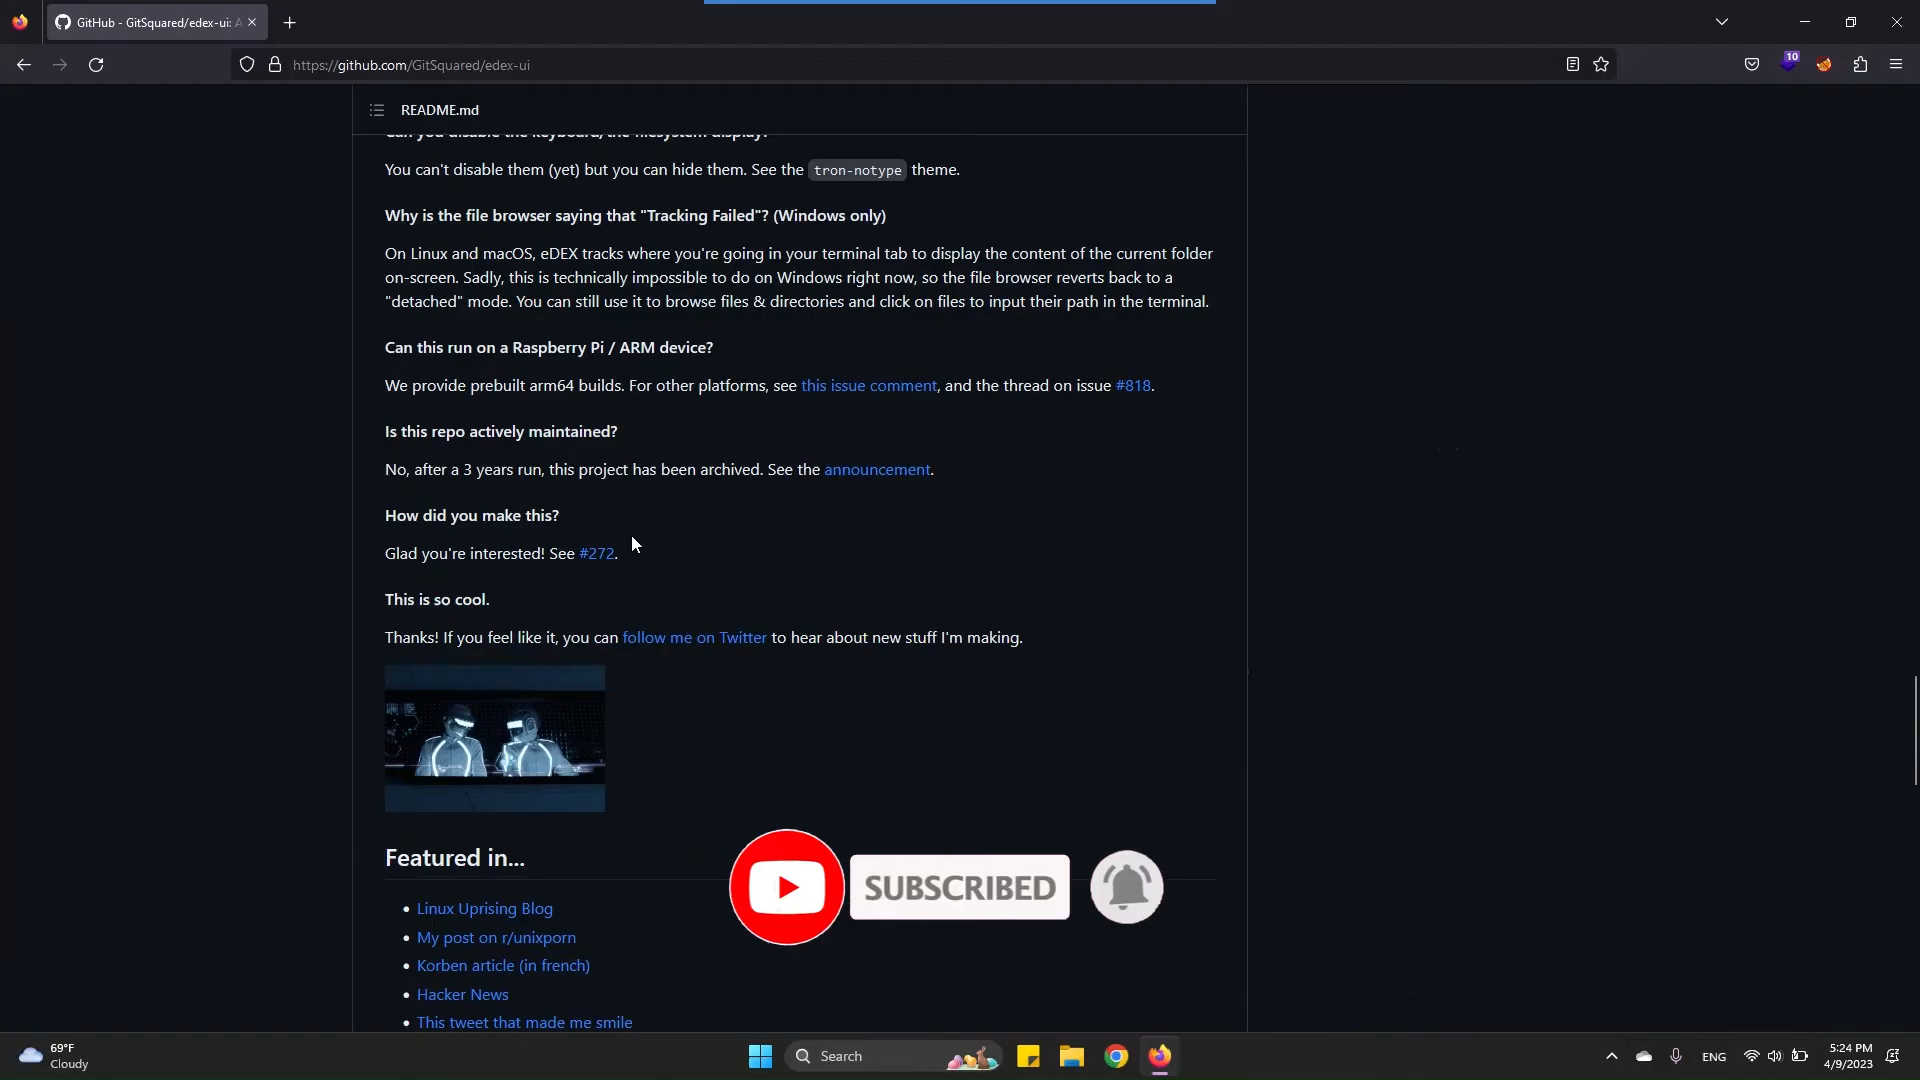 GitHub - GitSquared/edex-ui: A
https://github.com/GitSquared/edex-ui
10
README.md
Can you disable the keyboard/the filesystem display?
You can't disable them (yet) but you can hide them. See the tron-notype theme.
Why is the file browser saying that "Tracking Failed"? (Windows only)
On Linux and macOS, eDEX tracks where you're going in your terminal tab to display the content of the current folder
on-screen. Sadly, this is technically impossible to do on Windows right now, so the file browser reverts back to a
"detached" mode. You can still use it to browse files & directories and click on files to input their path in the terminal.
Can this run on a Raspberry Pi / ARM device?
We provide prebuilt arm64 builds. For other platforms, see this issue comment, and the thread on issue #818.
Is this repo actively maintained?
No, after a 3 years run, this project has been archived. See the announcement.
How did you make this?
Glad you're interested! See #272.
This is so cool.
Thanks! If you feel like it, you can follow me on Twitter to hear about new stuff I'm making.
Featured in...
SUBSCRIBED
Linux Uprising Blog
My post on r/unixporn
Korben article (in french)
Hacker News
This tweet that made me smile
69°F
Cloudy
Search
ENG
5:24 PM
4/9/2023